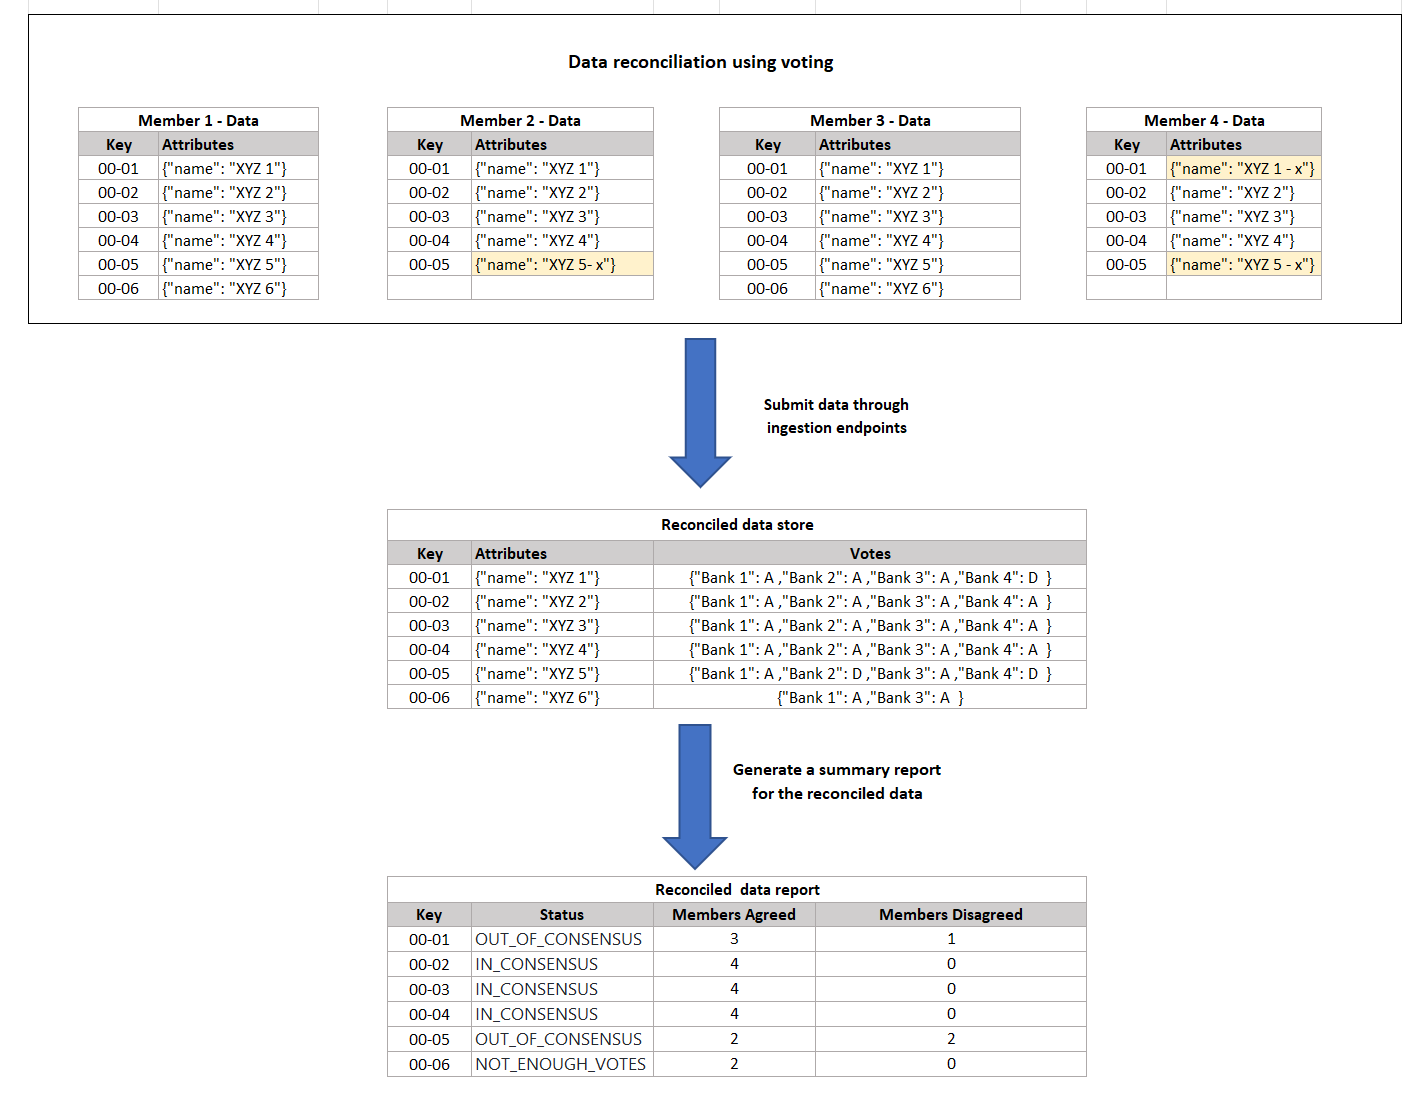 Data reconciliation using voting
Member 1 - Data
Key Attributes
00-01 {"name": "XYZ 1"}
00-02 {"name": "XYZ 2"}
00-03 {"name": "XYZ 3"}
00-04 {"name": "XYZ 4"}
00-05 {"name": "XYZ 5"}
00-06 {"name": "XYZ 6"}
Member 2 - Data
Key Attributes
00-01 {"name": "XYZ 1"}
00-02 {"name": "XYZ 2"}
00-03 {"name": "XYZ 3"}
00-04 {"name": "XYZ 4"}
00-05 {"name": "XYZ 5- x"}
Member 3 - Data
Key Attributes
00-01 {"name": "XYZ 1"}
00-02 {"name": "XYZ 2"}
00-03 {"name": "XYZ 3"}
00-04 {"name": "XYZ 4"}
00-05 {"name": "XYZ 5"}
00-06 {"name": "XYZ 6"}
Member 4 - Data
Key Attributes
00-01 {"name": "XYZ 1 - x"}
00-02 {"name": "XYZ 2"}
00-03 {"name": "XYZ 3"}
00-04 {"name": "XYZ 4"}
00-05 {"name": "XYZ 5 - x"}
Submit data through
ingestion endpoints
Reconciled data store
Key Attributes Votes
00-01 {"name": "XYZ 1"} {"Bank 1": A ,"Bank 2": A ,"Bank 3": A ,"Bank 4": D }
00-02 {"name": "XYZ 2"} {"Bank 1": A ,"Bank 2": A ,"Bank 3": A ,"Bank 4": A }
00-03 {"name": "XYZ 3"} {"Bank 1": A ,"Bank 2": A ,"Bank 3": A ,"Bank 4": A }
00-04 {"name": "XYZ 4"} {"Bank 1": A ,"Bank 2": A ,"Bank 3": A ,"Bank 4": A }
00-05 {"name": "XYZ 5"} {"Bank 1": A ,"Bank 2": D ,"Bank 3": A ,"Bank 4": D }
00-06 {"name": "XYZ 6"} {"Bank 1": A ,"Bank 3": A }
Generate a summary report
for the reconciled data
Reconciled data report
Key Status Members Agreed Members Disagreed
00-01 OUT_OF_CONSENSUS 3 1
00-02 IN_CONSENSUS 4 0
00-03 IN_CONSENSUS 4 0
00-04 IN_CONSENSUS 4 0
00-05 OUT_OF_CONSENSUS 2 2
00-06 NOT_ENOUGH_VOTES 2 0